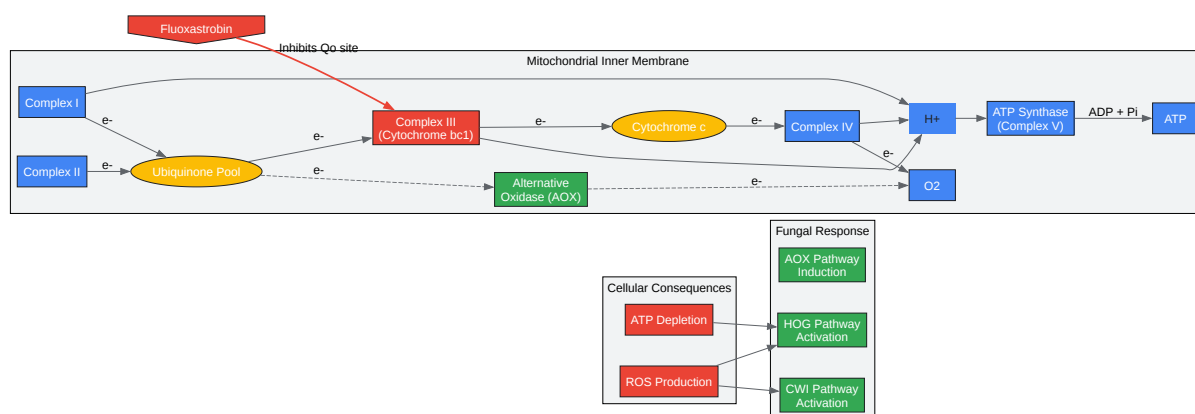 Fluoxastrobin
Inhibits Qo site
Mitochondrial Inner Membrane
Complex I
e-
Complex II
e-
Ubiquinone Pool
e-
e-
Complex III
(Cytochrome bc1)
e-
Cytochrome c
e-
Complex IV
e-
H+
ATP Synthase
(Complex V)
ADP + Pi
ATP
Alternative
Oxidase (AOX)
e-
O2
Fungal Response
AOX Pathway
Induction
HOG Pathway
Activation
CWI Pathway
Activation
Cellular Consequences
ATP Depletion
ROS Production